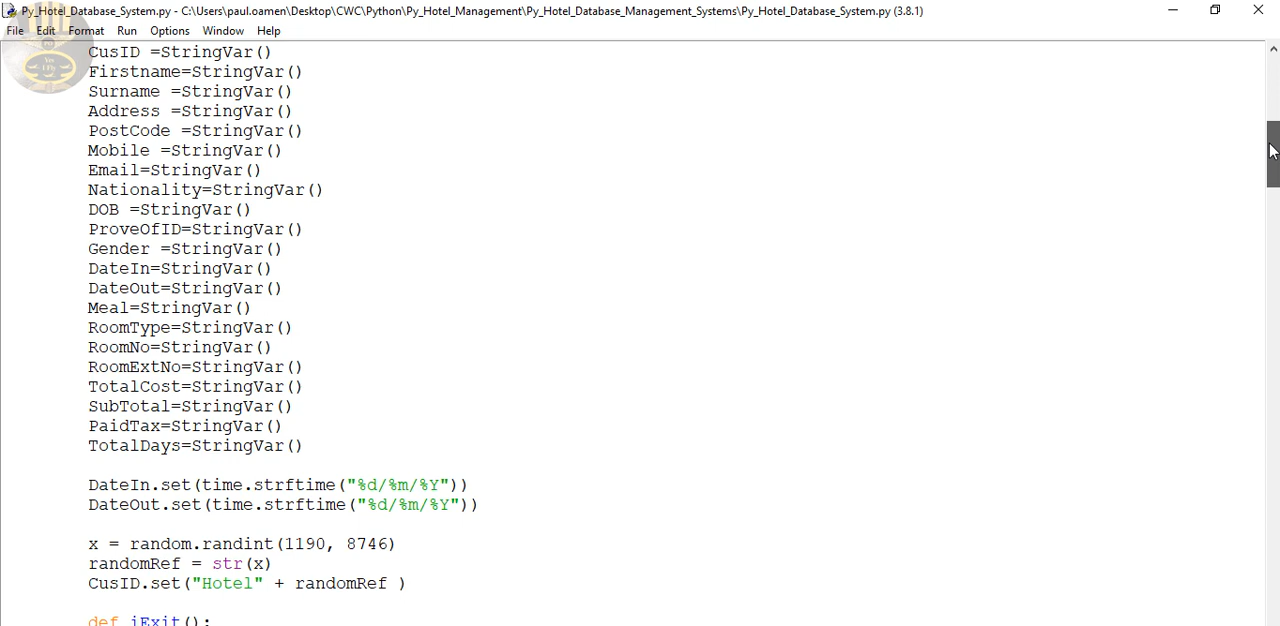 Py_Hotel_Database_System.py - C:\Users\paul.oamen\Desktop\CWC\Python\Py_Hotel_Management\Py_Hotel_Database_Management_Systems\Py_Hotel_Database_System.py (3.8.1)
File Edit Format Run Options Window Help
CusID =StringVar()
Firstname=StringVar()
Surname =StringVar()
Address =StringVar()
PostCode =StringVar()
Mobile =StringVar()
Email=StringVar()
Nationality=StringVar()
DOB =StringVar()
ProveOfID=StringVar()
Gender =StringVar()
DateIn=StringVar()
DateOut=StringVar()
Meal=StringVar()
RoomType=StringVar()
RoomNo=StringVar()
RoomExtNo=StringVar()
TotalCost=StringVar()
SubTotal=StringVar()
PaidTax=StringVar()
TotalDays=StringVar()
DateIn.set(time.strftime("%d/%m/%Y"))
DateOut.set(time.strftime("%d/%m/%Y"))
x = random.randint(1190, 8746)
randomRef = str(x)
CusID.set("Hotel" + randomRef )
def iExit():